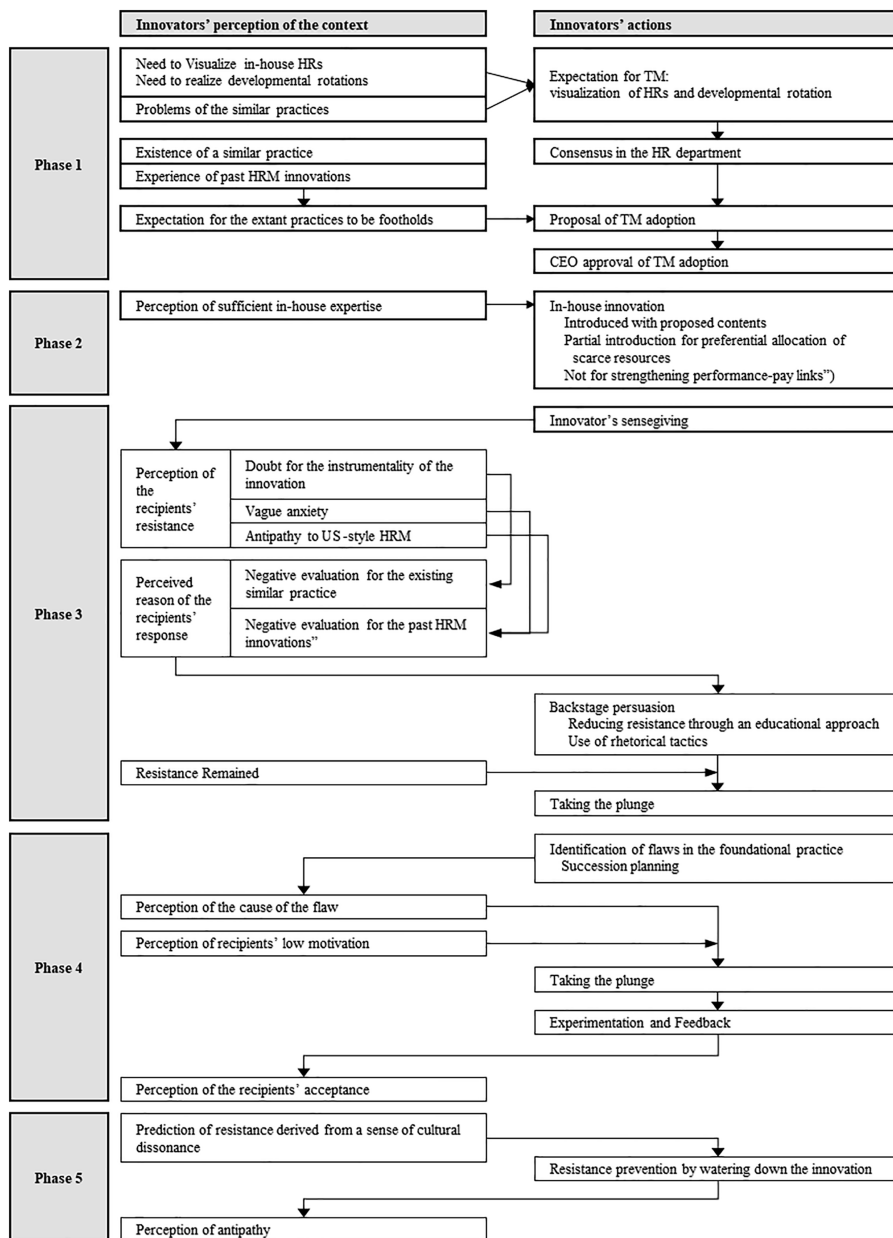 Innovators' perception of the context
Innovators' actions
Phase 1
Need to Visualize in-house HRs
Need to realize developmental rotations
Problems of the similar practices
Expectation for TM:
visualization of HRs and developmental rotation
Existence of a similar practice
Experience of past HRM innovations
Consensus in the HR department
Expectation for the extant practices to be footholds
Proposal of TM adoption
CEO approval of TM adoption
Phase 2
Perception of sufficient in-house expertise
In-house innovation
Introduced with proposed contents
Partial introduction for preferential allocation of
scarce resources
Not for strengthening performance-pay links")
Phase 3
Innovator's sensegiving
Perception of
the
recipients'
resistance
Doubt for the instrumentality of the
innovation
Vague anxiety
Antipathy to US-style HRM
Perceived
reason of the
recipients'
response
Negative evaluation for the existing
similar practice
Negative evaluation for the past HRM
innovations"
Backstage persuasion
Reducing resistance through an educational approach
Use of rhetorical tactics
Resistance Remained
Taking the plunge
Phase 4
Identification of flaws in the foundational practice
Succession planning
Perception of the cause of the flaw
Perception of recipients' low motivation
Taking the plunge
Experimentation and Feedback
Perception of the recipients' acceptance
Phase 5
Prediction of resistance derived from a sense of cultural
dissonance
Resistance prevention by watering down the innovation
Perception of antipathy